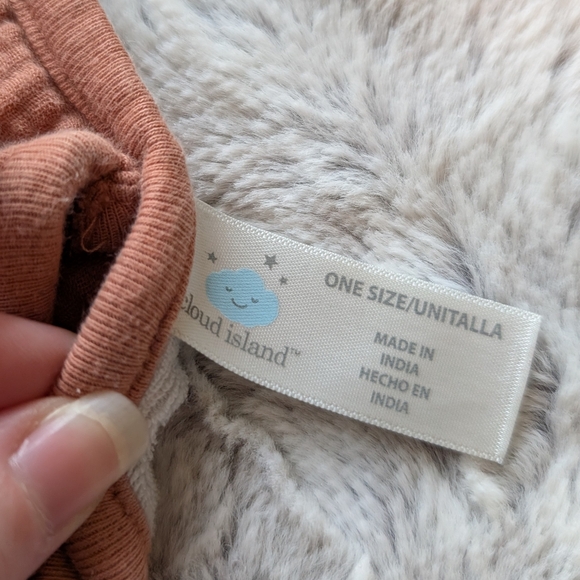 cloud island™
ONE SIZE/UNITALLA
MADE IN
INDIA
HECHO EN
INDIA